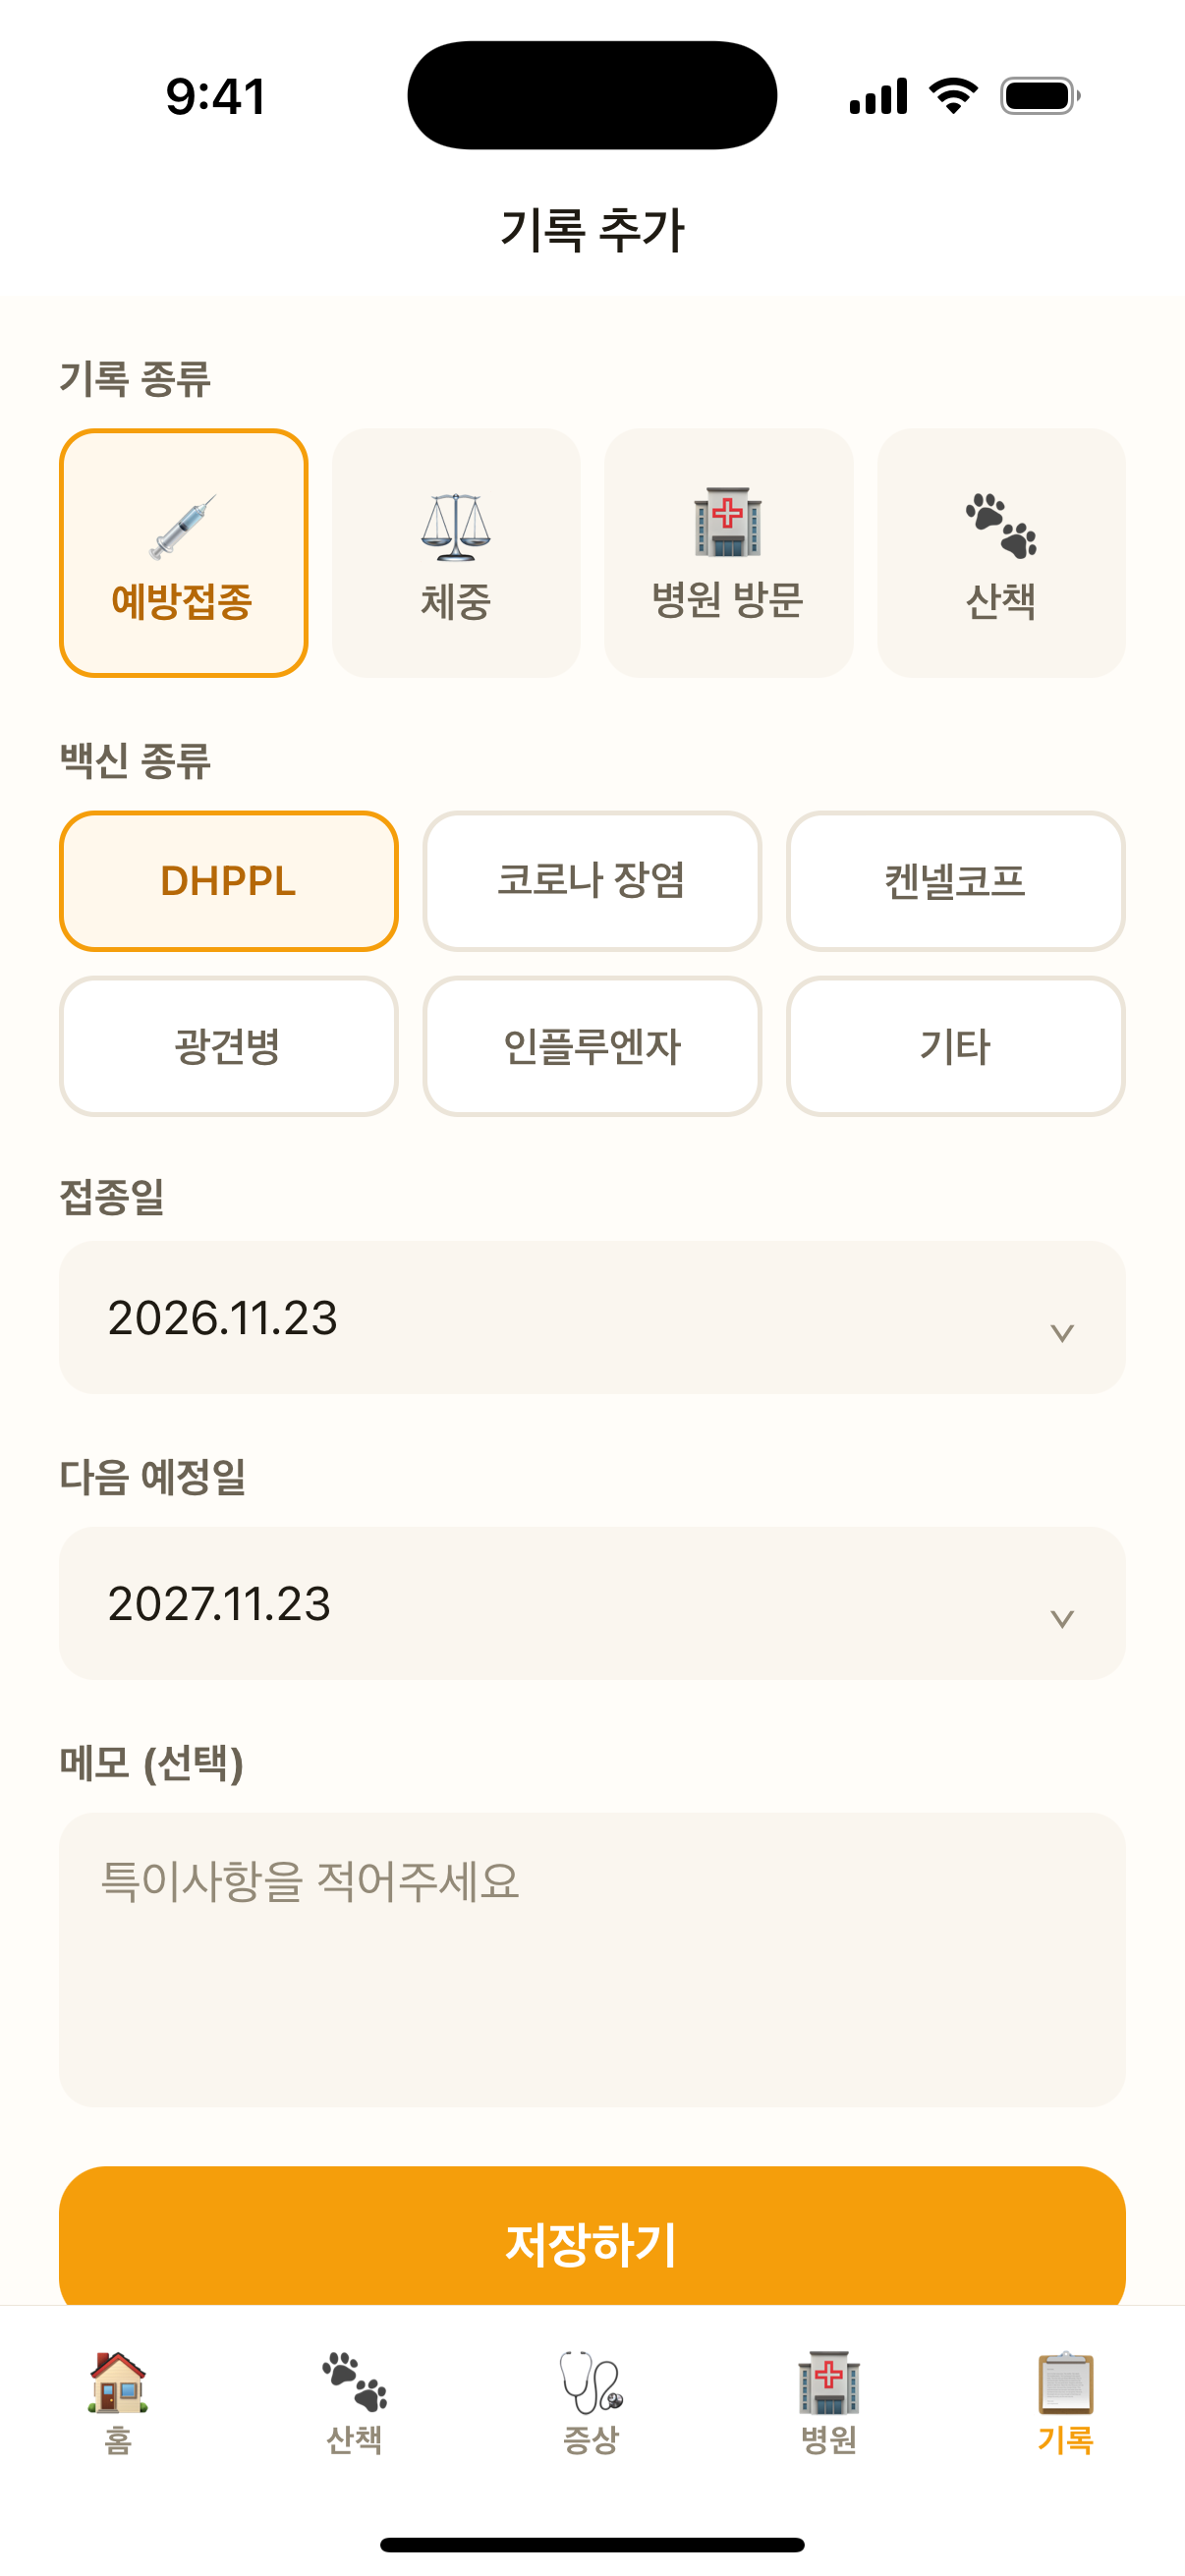 9:41
기록 추가
기록 종류
예방접종
체중
병원 방문
산책
백신 종류
DHPPL
코로나 장염
켄넬코프
광견병
인플루엔자
기타
접종일
2026.11.23
다음 예정일
2027.11.23
메모 (선택)
특이사항을 적어주세요
저장하기
홈
산책
증상
병원
기록